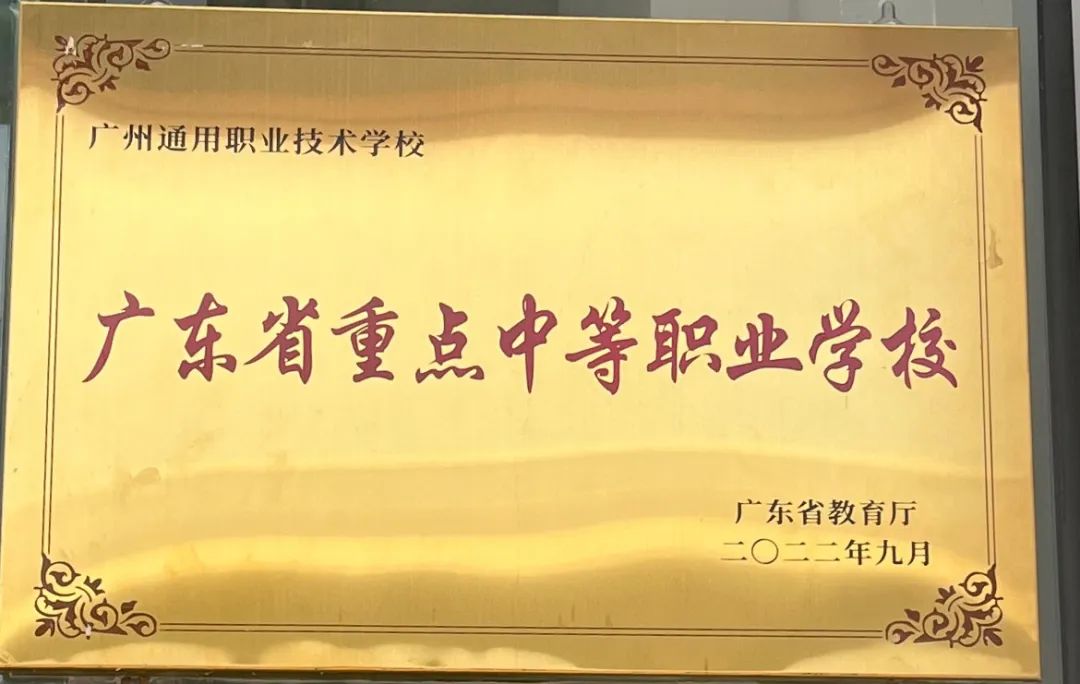 广州通用职业技术学校
广东省重点中等职业学校
广东省教育厅
二〇二二年九月